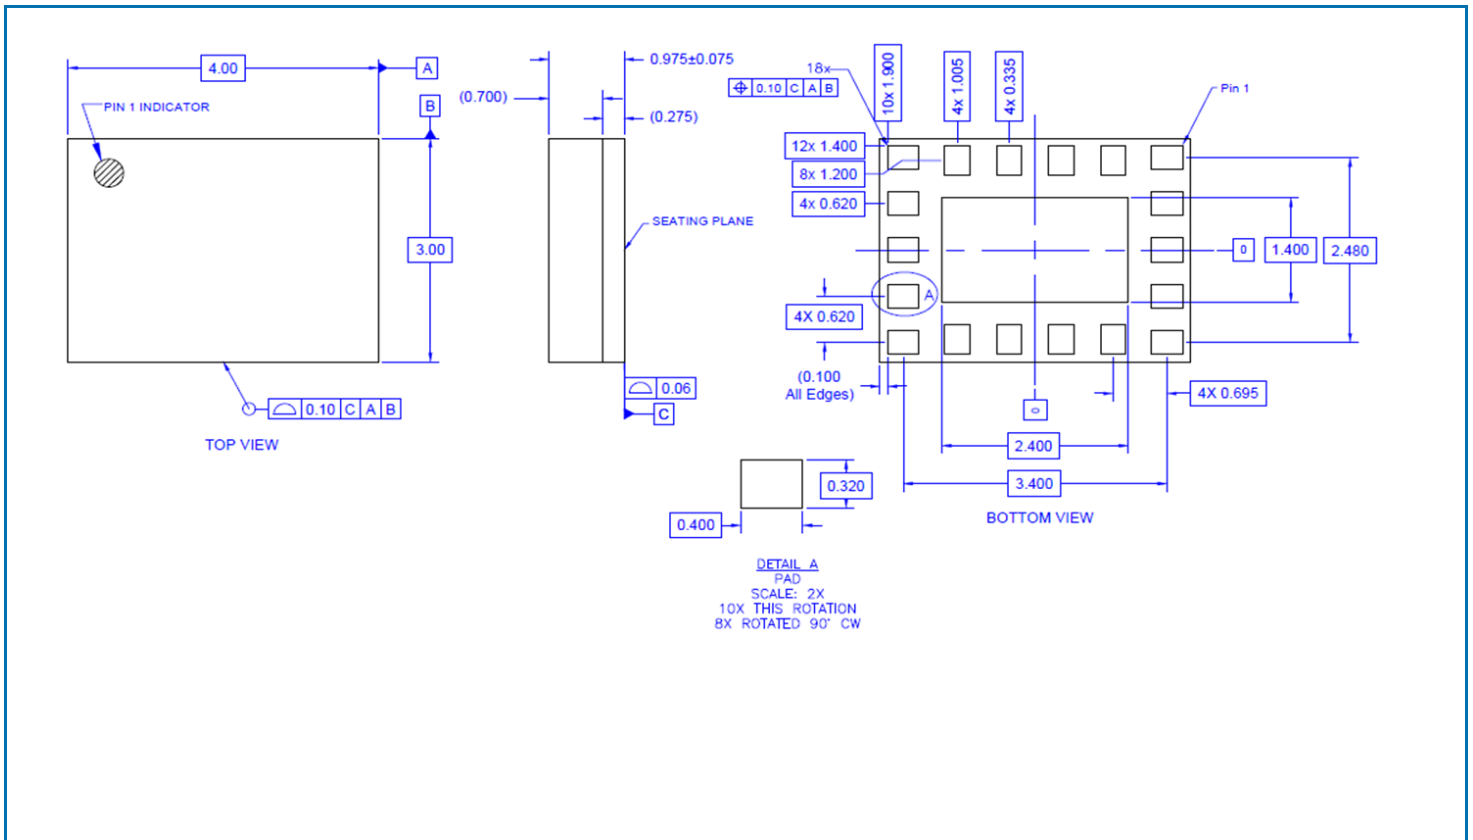 4.00
A
PIN 1 INDICATOR
B
3.00
0.10 C A B
TOP VIEW
0.975±0.075
(0.700)
(0.275)
SEATING PLANE
0.06
C
18x
0.10 C A B
10x 1.900
4x 1.005
4x 0.335
Pin 1
12x 1.400
8x 1.200
4x 0.620
A
4X 0.620
(0.100
All Edges)
0
1.400
2.480
0
4X 0.695
2.400
3.400
BOTTOM VIEW
0.320
0.400
DETAIL A
PAD
SCALE: 2X
10X THIS ROTATION
8X ROTATED 90° CW